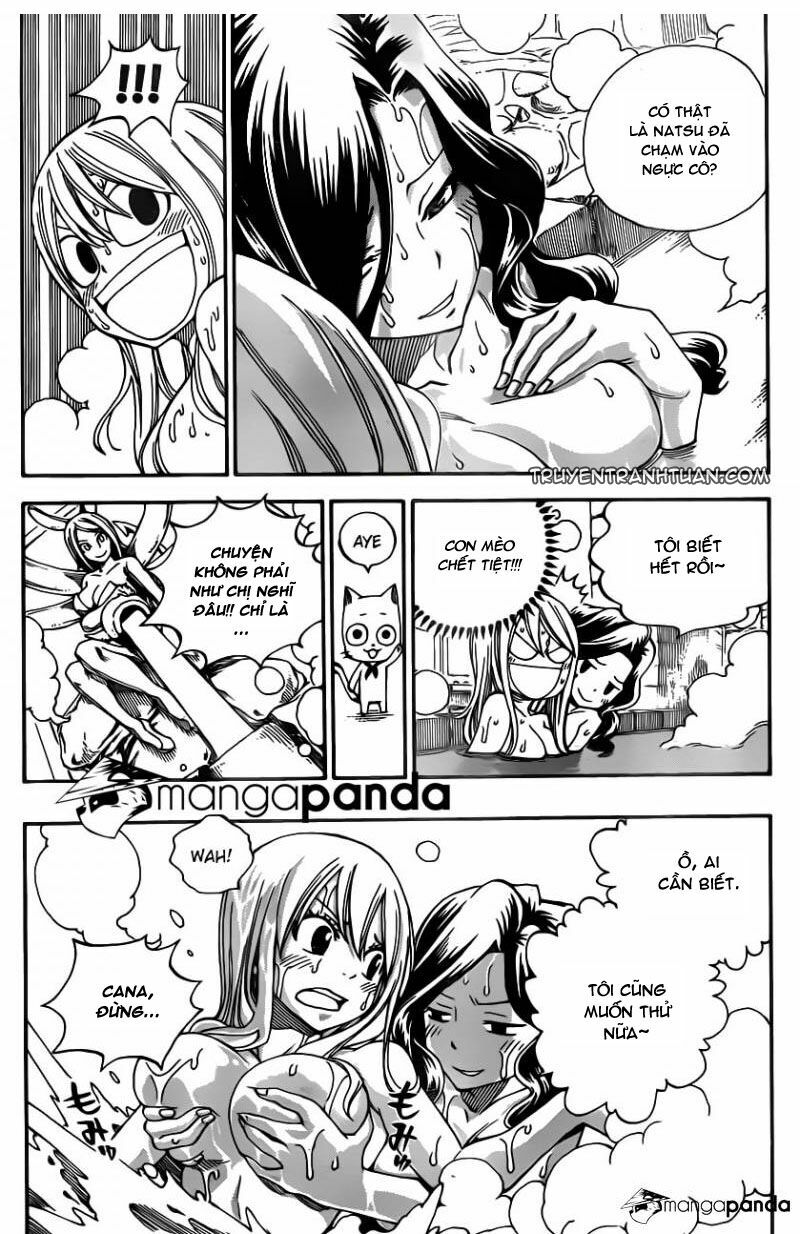 !!!
CÓ THẬT
LÀ NATSU ĐÃ
CHẠM VÀO
NGỰC CÔ?
TRUYENTRANHTUAN.COM
CHUYỆN
KHÔNG PHẢI
NHƯ CHỊ NGHĨ
ĐÂU!! CHỈ LÀ
...
AYE
CON MÈO
CHẾT TIỆT!!!
TÔI BIẾT
HẾT RỒI~
mangapanda
WAH!
Ồ, AI
CẦN BIẾT.
CANA,
ĐỪNG...
TÔI CŨNG
MUỐN THỬ
NỮA~
もみっ
もみっ
mangapanda